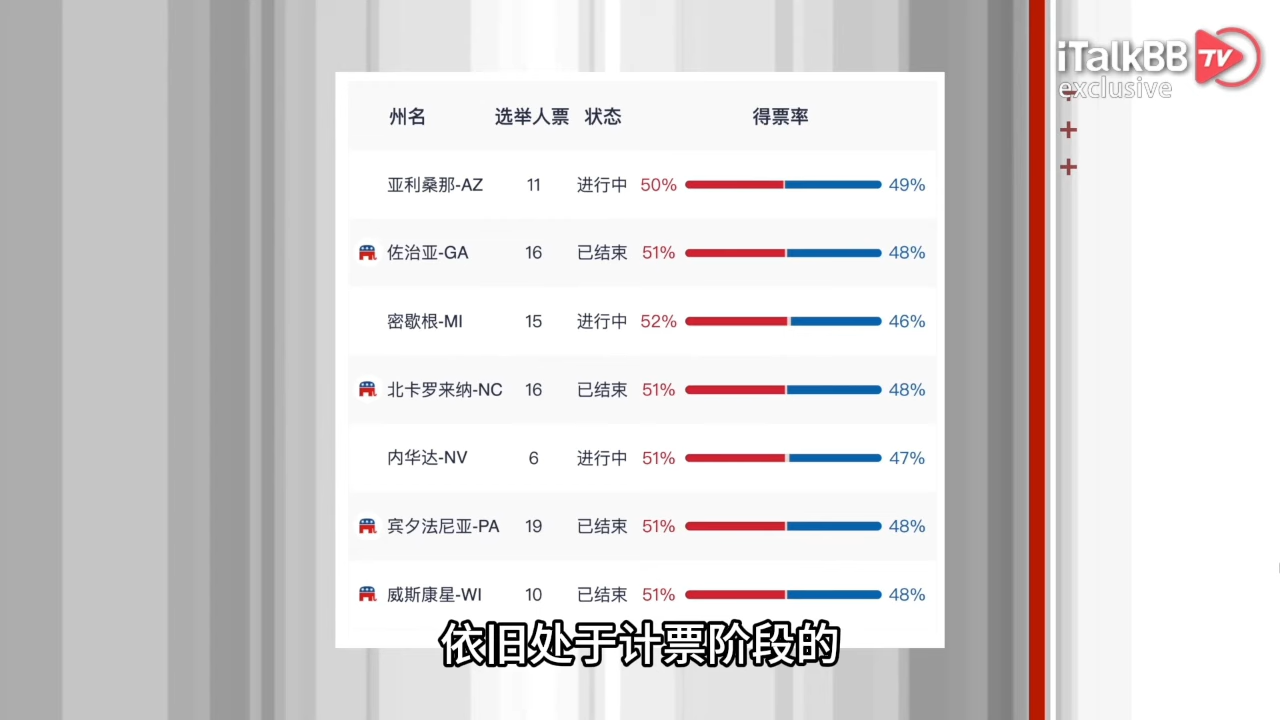 iTalkBB TV
exclusive
州名 选举人票 状态 得票率
亚利桑那-AZ 11 进行中 50% 49%
佐治亚-GA 16 已结束 51% 48%
密歇根-MI 15 进行中 52% 46%
北卡罗来纳-NC 16 已结束 51% 48%
内华达-NV 6 进行中 51% 47%
宾夕法尼亚-PA 19 已结束 51% 48%
威斯康星-WI 10 已结束 51% 48%
依旧处于计票阶段的